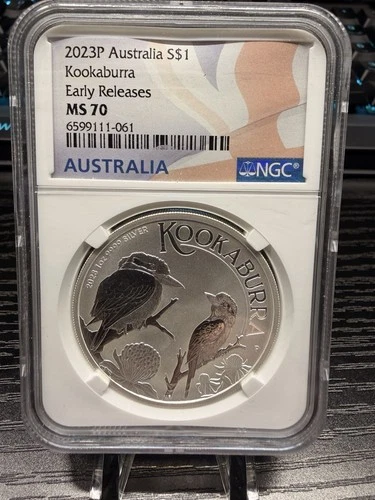 2023P Australia S$1
Kookaburra
Early Releases
MS 70
6599111-061
AUSTRALIA
NGC®
2023 1oz 9999 SILVER
KOOKABURRA
P